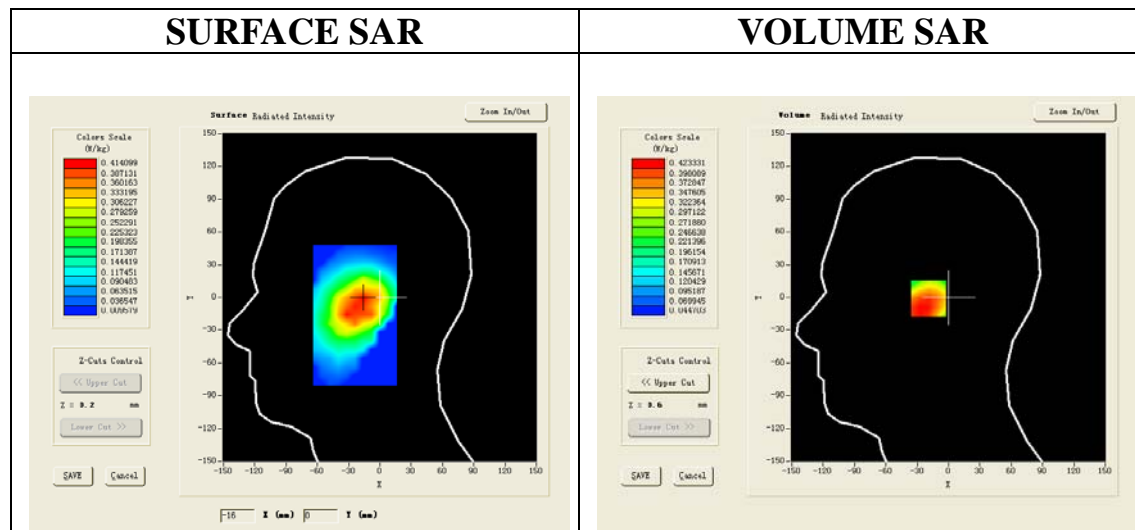 SURFACE SAR
VOLUME SAR
Surface Radiated Intensity
Zoom In/Out
Colors Scale
(W/kg)
0.414099
0.387131
0.360163
0.333195
0.306227
0.279259
0.252291
0.225323
0.198355
0.171387
0.144419
0.117451
0.090483
0.063515
0.036547
0.009579
150
120
90
60
30
0
-30
-60
-90
-120
-150
Y
-150 -120 -90 -60 -30 0 30 60 90 120 150
X
Z-Cuts Control
<< Upper Cut
Lower Cut >>
SAVE
Cancel
-16 X (mm) 0 Y (mm)
Volume Radiated Intensity
Zoom In/Out
Colors Scale
(W/kg)
0.423331
0.398089
0.372847
0.347605
0.322364
0.297122
0.271880
0.246638
0.221396
0.196154
0.170913
0.145671
0.120429
0.095187
0.069945
0.044703
150
120
90
60
30
0
-30
-60
-90
-120
-150
Y
-150 -120 -90 -60 -30 0 30 60 90 120 150
X
Z-Cuts Control
<< Upper Cut
Lower Cut >>
SAVE
Cancel